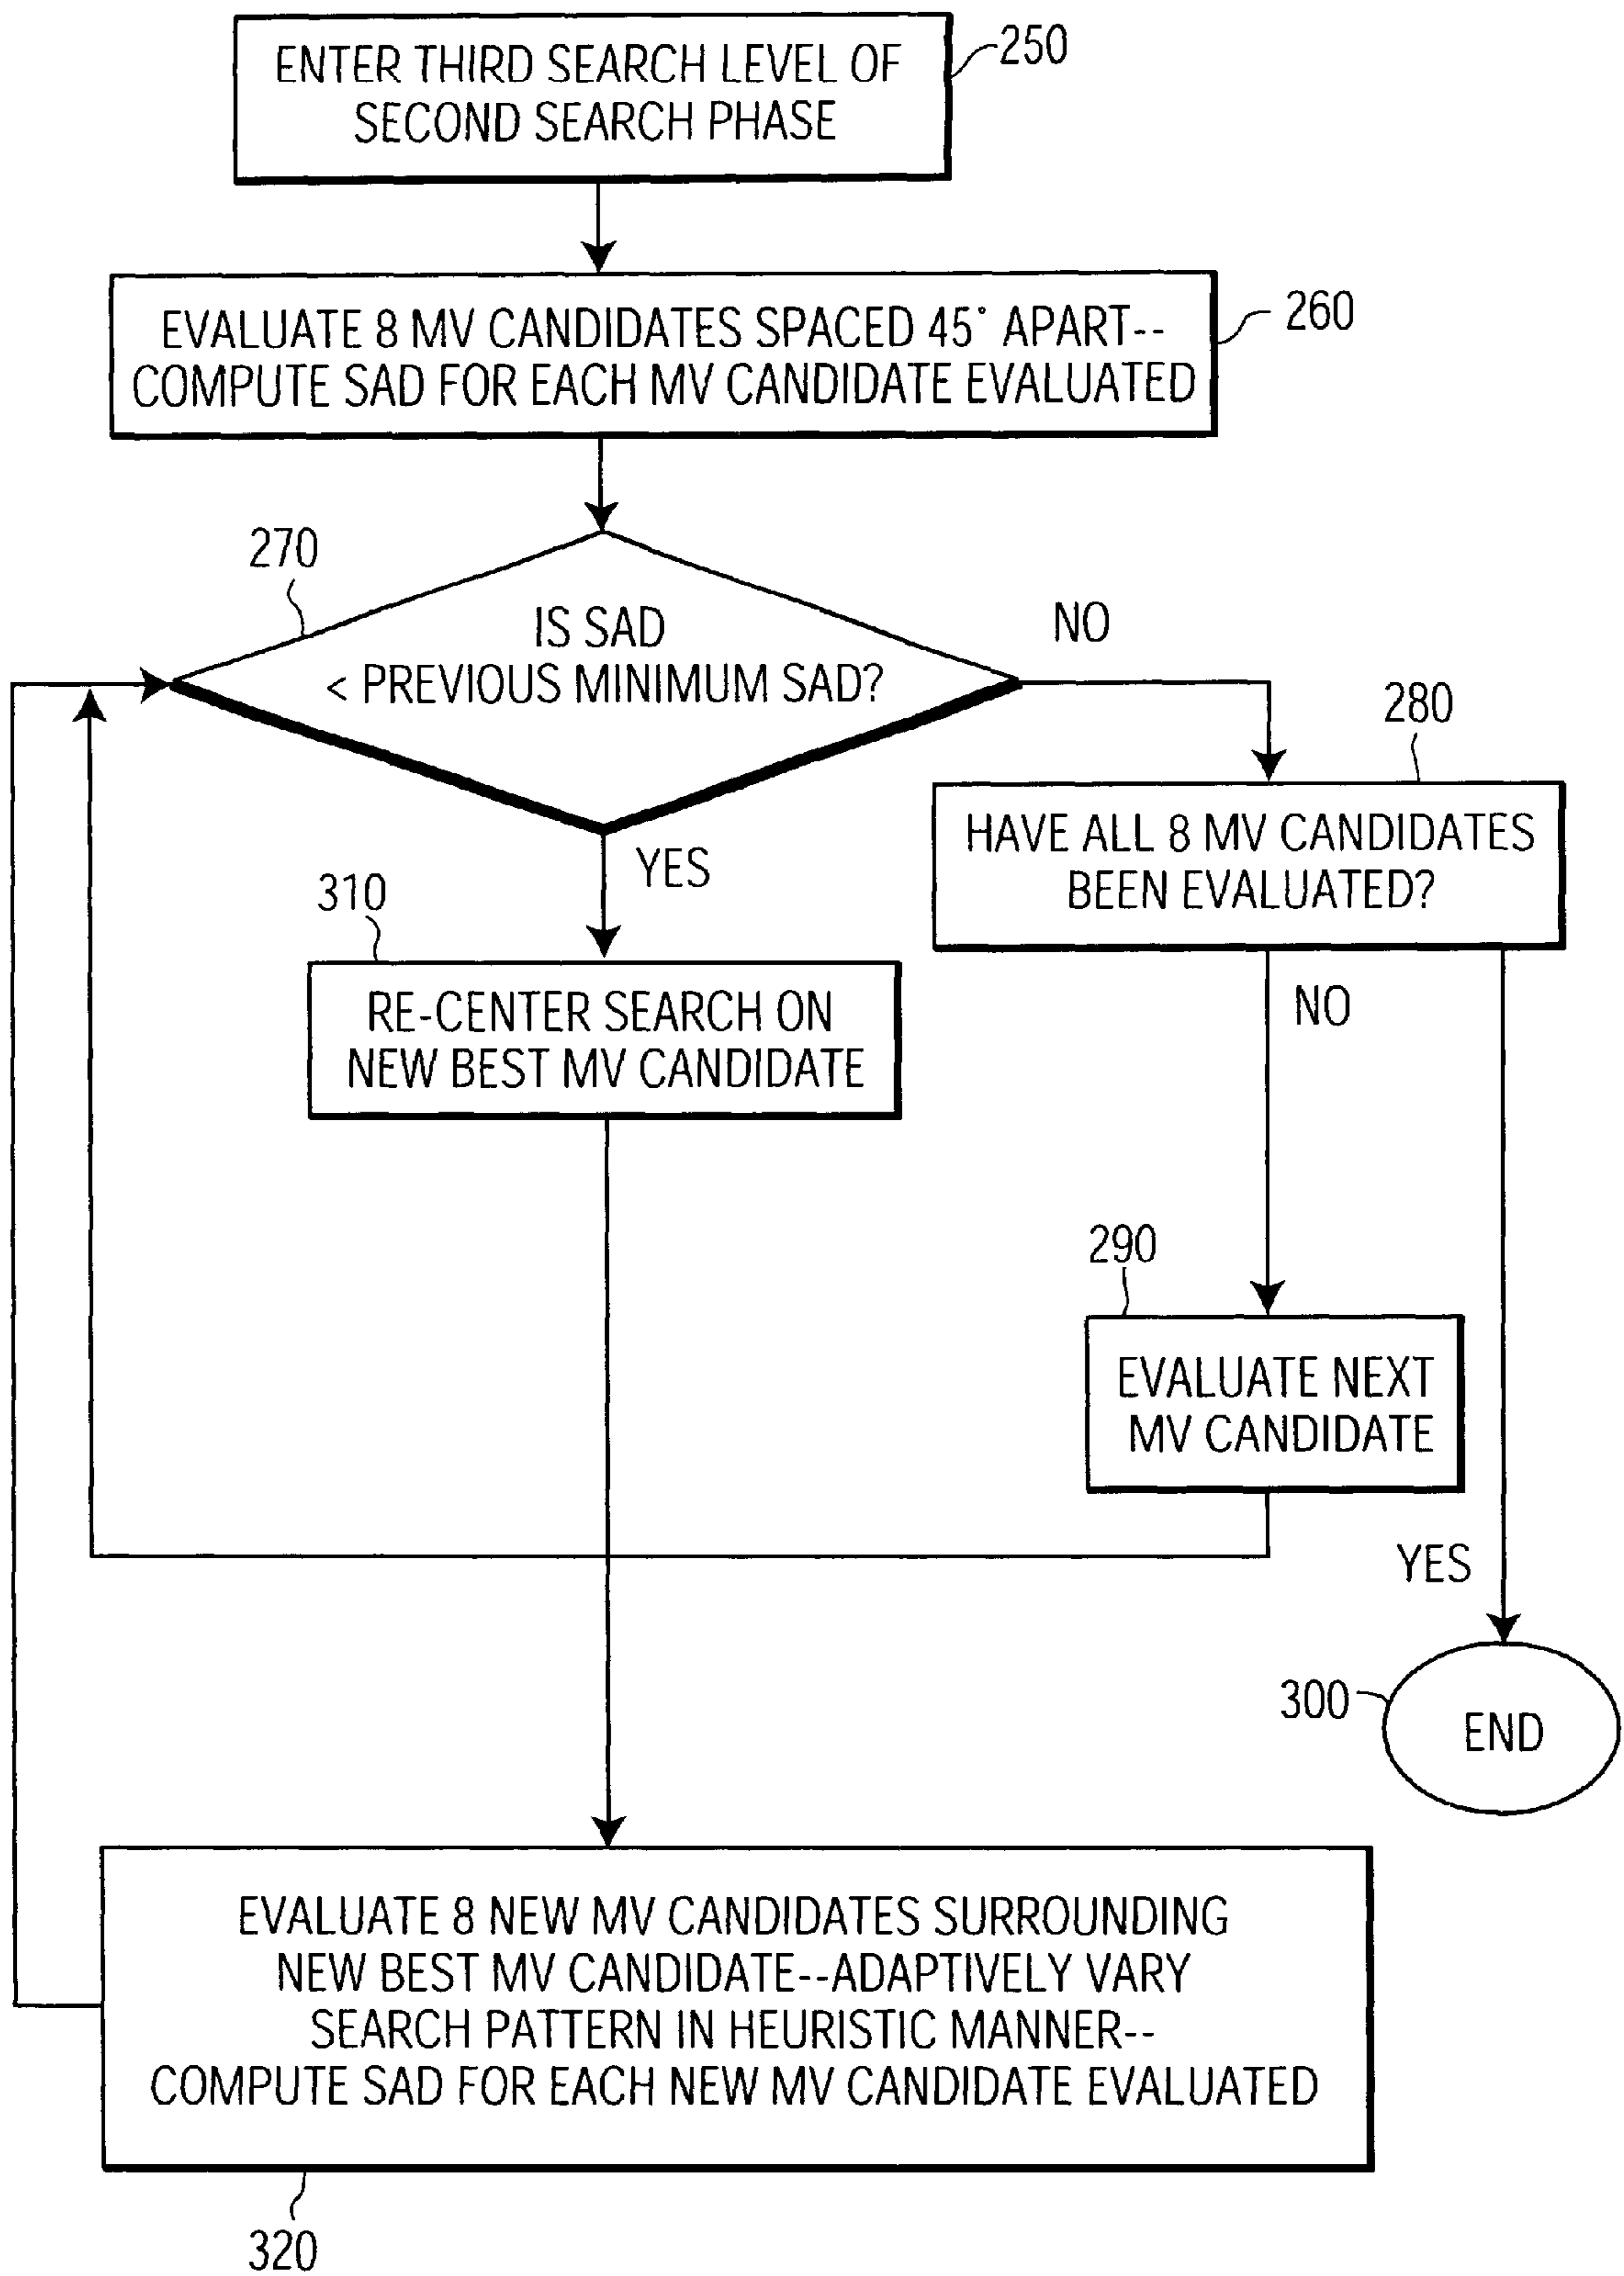 ENTER THIRD SEARCH LEVEL OF
SECOND SEARCH PHASE
250
EVALUATE 8 MV CANDIDATES SPACED 45° APART--
COMPUTE SAD FOR EACH MV CANDIDATE EVALUATED
260
270
IS SAD
< PREVIOUS MINIMUM SAD?
NO
280
HAVE ALL 8 MV CANDIDATES
BEEN EVALUATED?
YES
310
RE-CENTER SEARCH ON
NEW BEST MV CANDIDATE
NO
290
EVALUATE NEXT
MV CANDIDATE
YES
300
END
EVALUATE 8 NEW MV CANDIDATES SURROUNDING
NEW BEST MV CANDIDATE--ADAPTIVELY VARY
SEARCH PATTERN IN HEURISTIC MANNER--
COMPUTE SAD FOR EACH NEW MV CANDIDATE EVALUATED
320